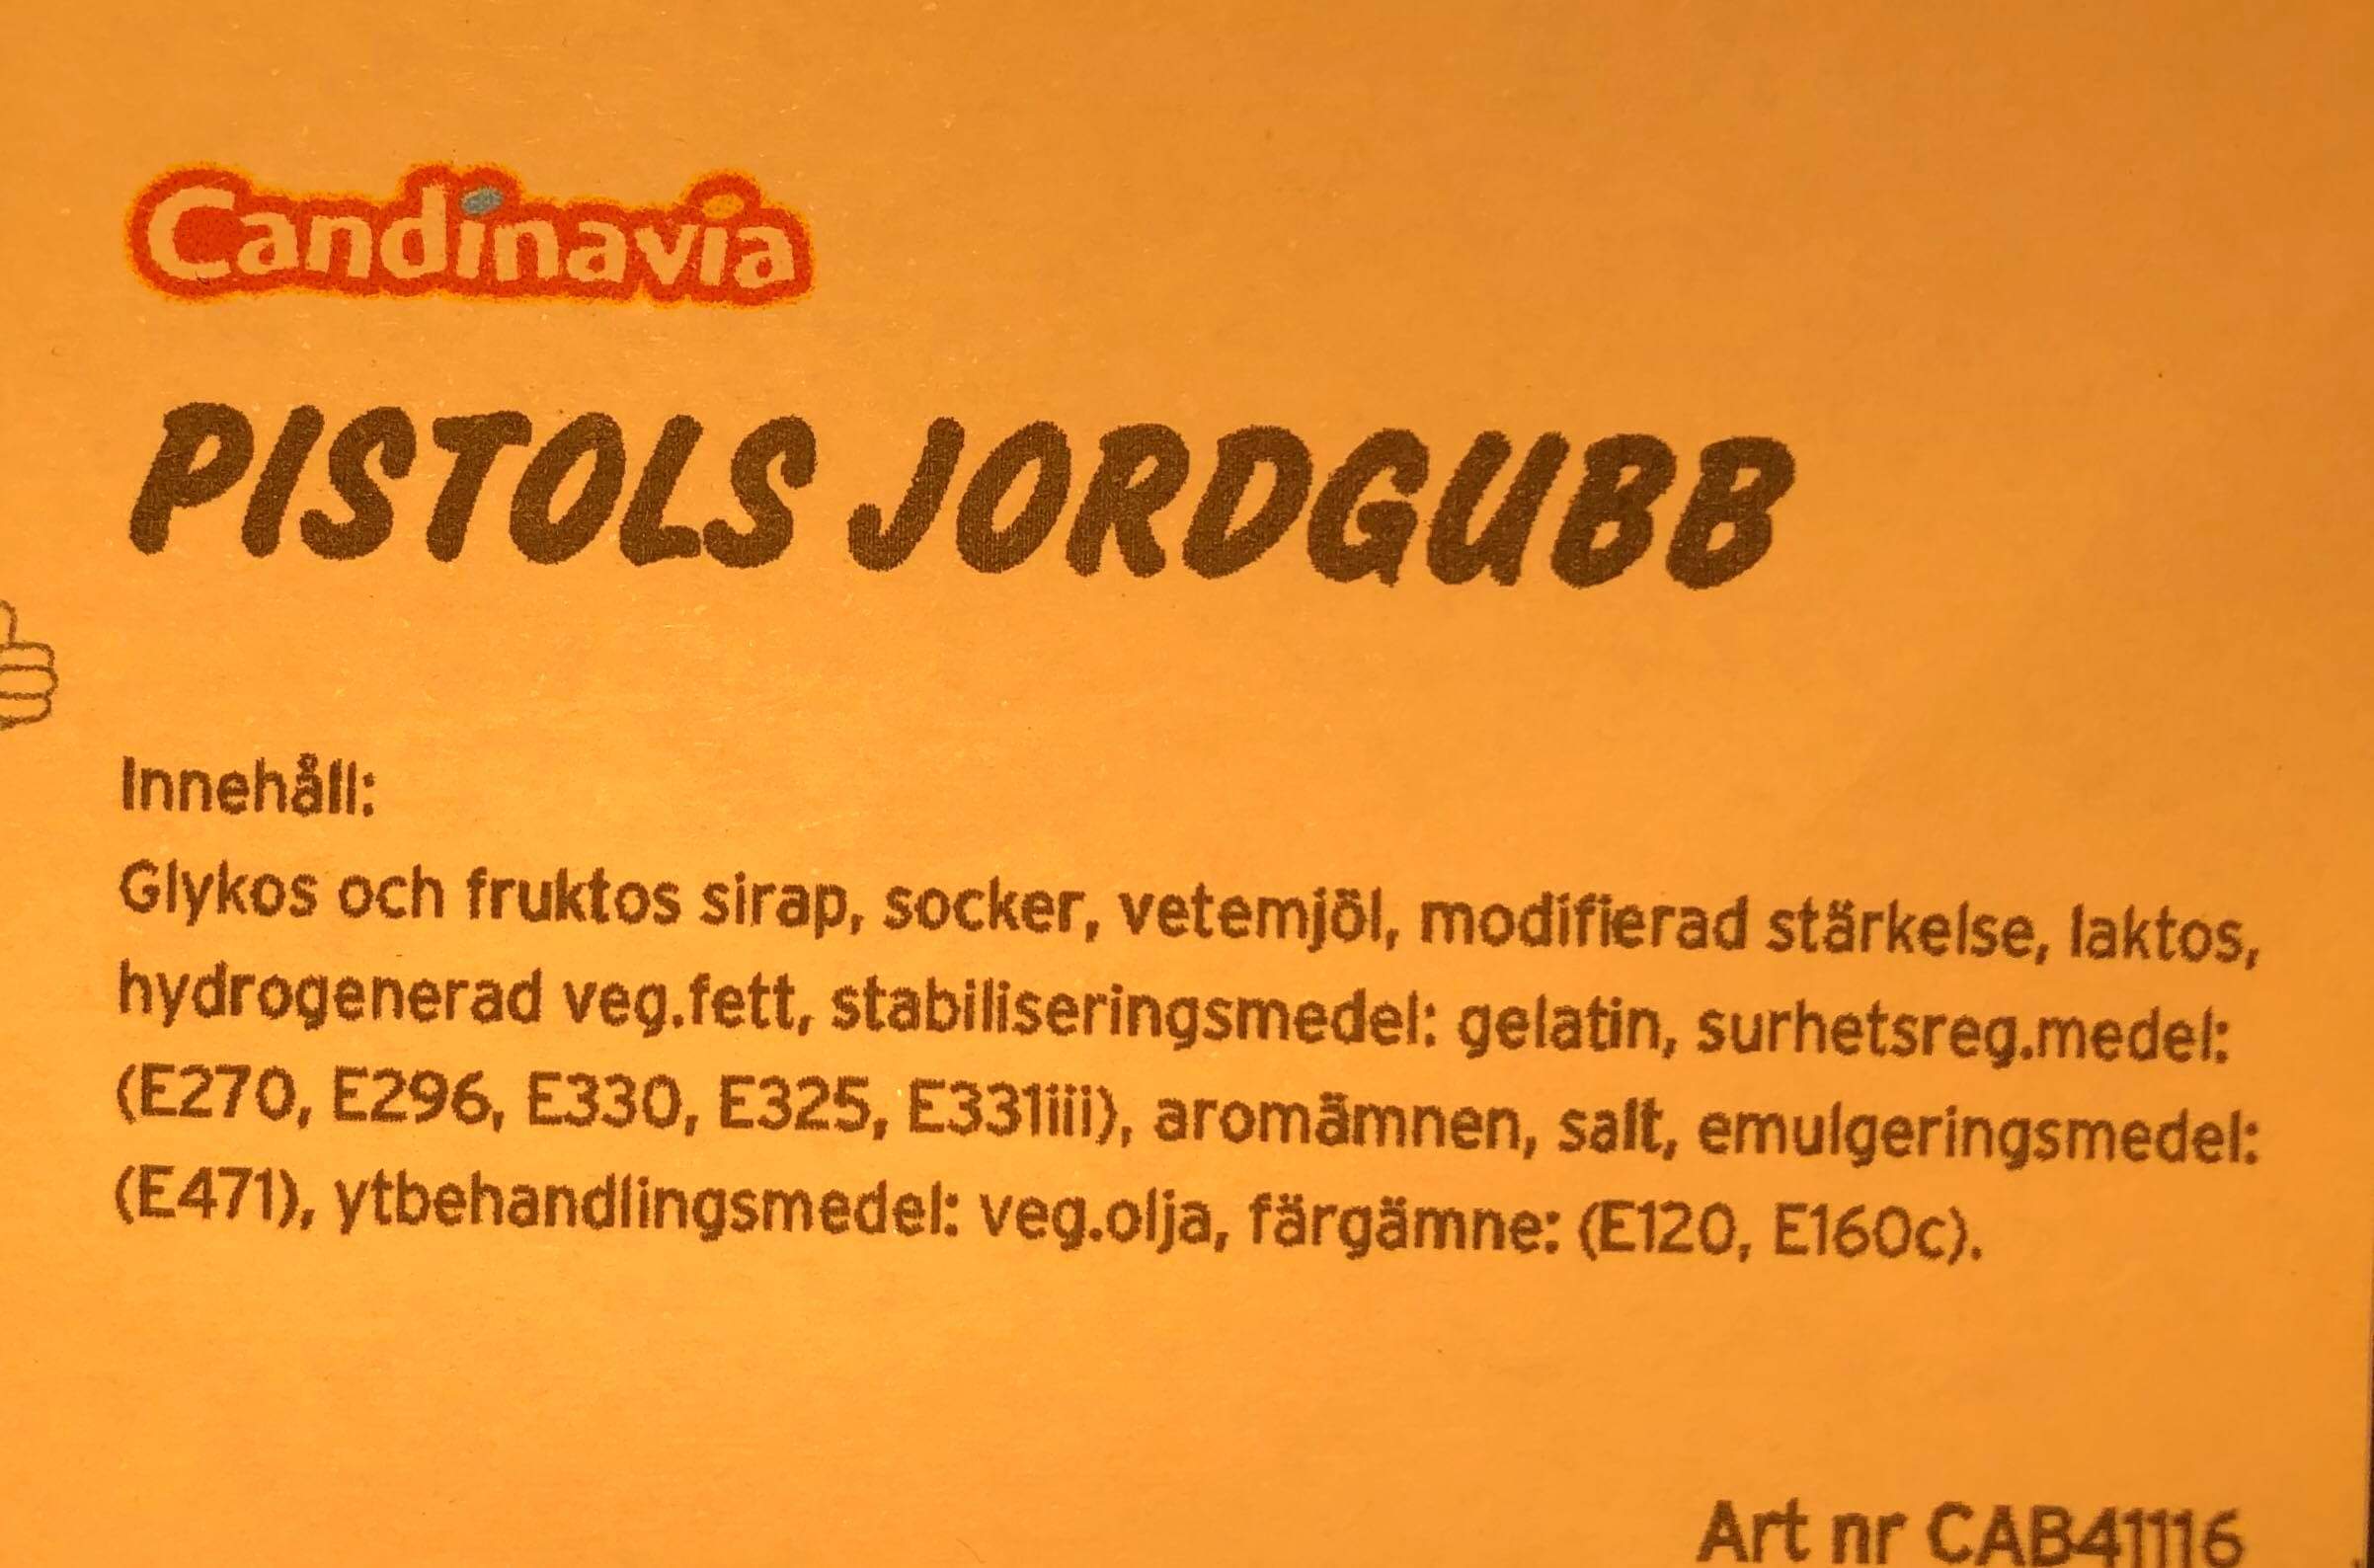 Candinavia
PISTOLS JORDGUBB
Innehåll:
Glykos och fruktos sirap, socker, vetemjöl, modifierad stärkelse, laktos,
hydrogenerad veg.fett, stabiliseringsmedel: gelatin, surhetsreg.medel:
(E270, E296, E330, E325, E331iii), aromämnen, salt, emulgeringsmedel:
(E471), ytbehandlingsmedel: veg.olja, färgämne: (E120, E160c).
Art nr CAB41116